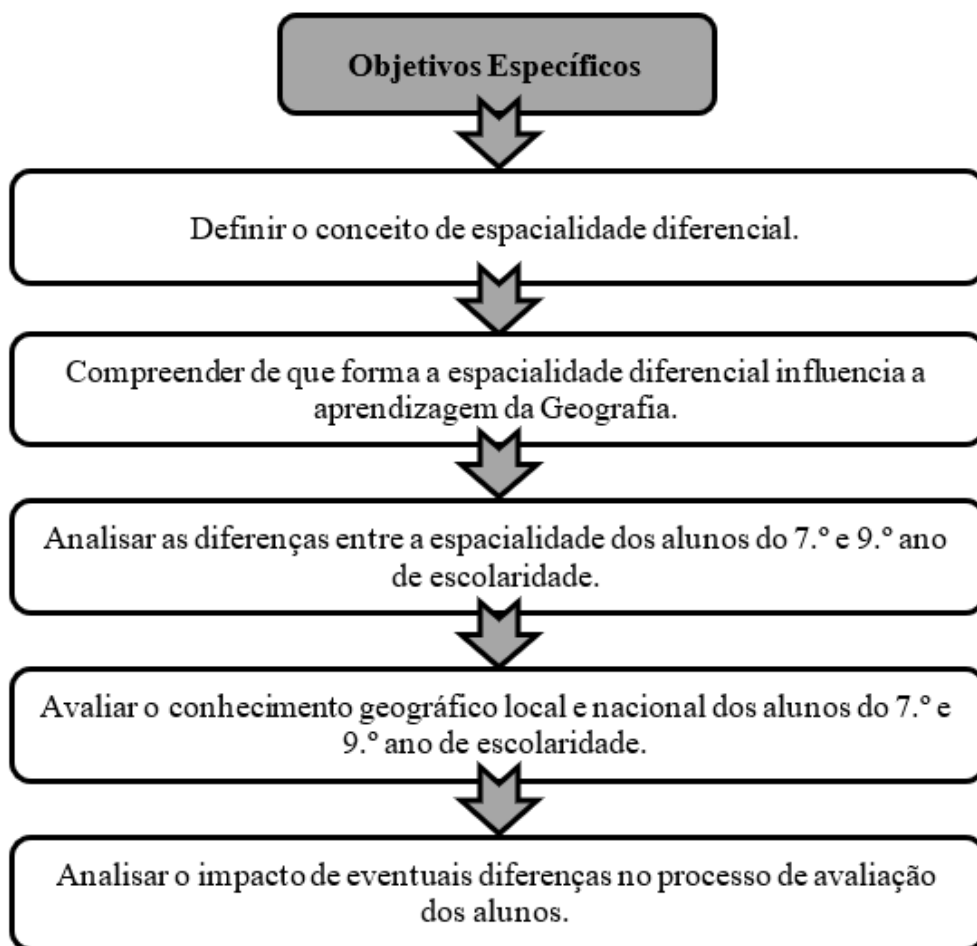 Objetivos Específicos
Definir o conceito de espacialidade diferencial.
Compreender de que forma a espacialidade diferencial influencia a
aprendizagem da Geografia.
Analisar as diferenças entre a espacialidade dos alunos do 7.º e 9.º ano
de escolaridade.
Avaliar o conhecimento geográfico local e nacional dos alunos do 7.º e
9.º ano de escolaridade.
Analisar o impacto de eventuais diferenças no processo de avaliação
dos alunos.